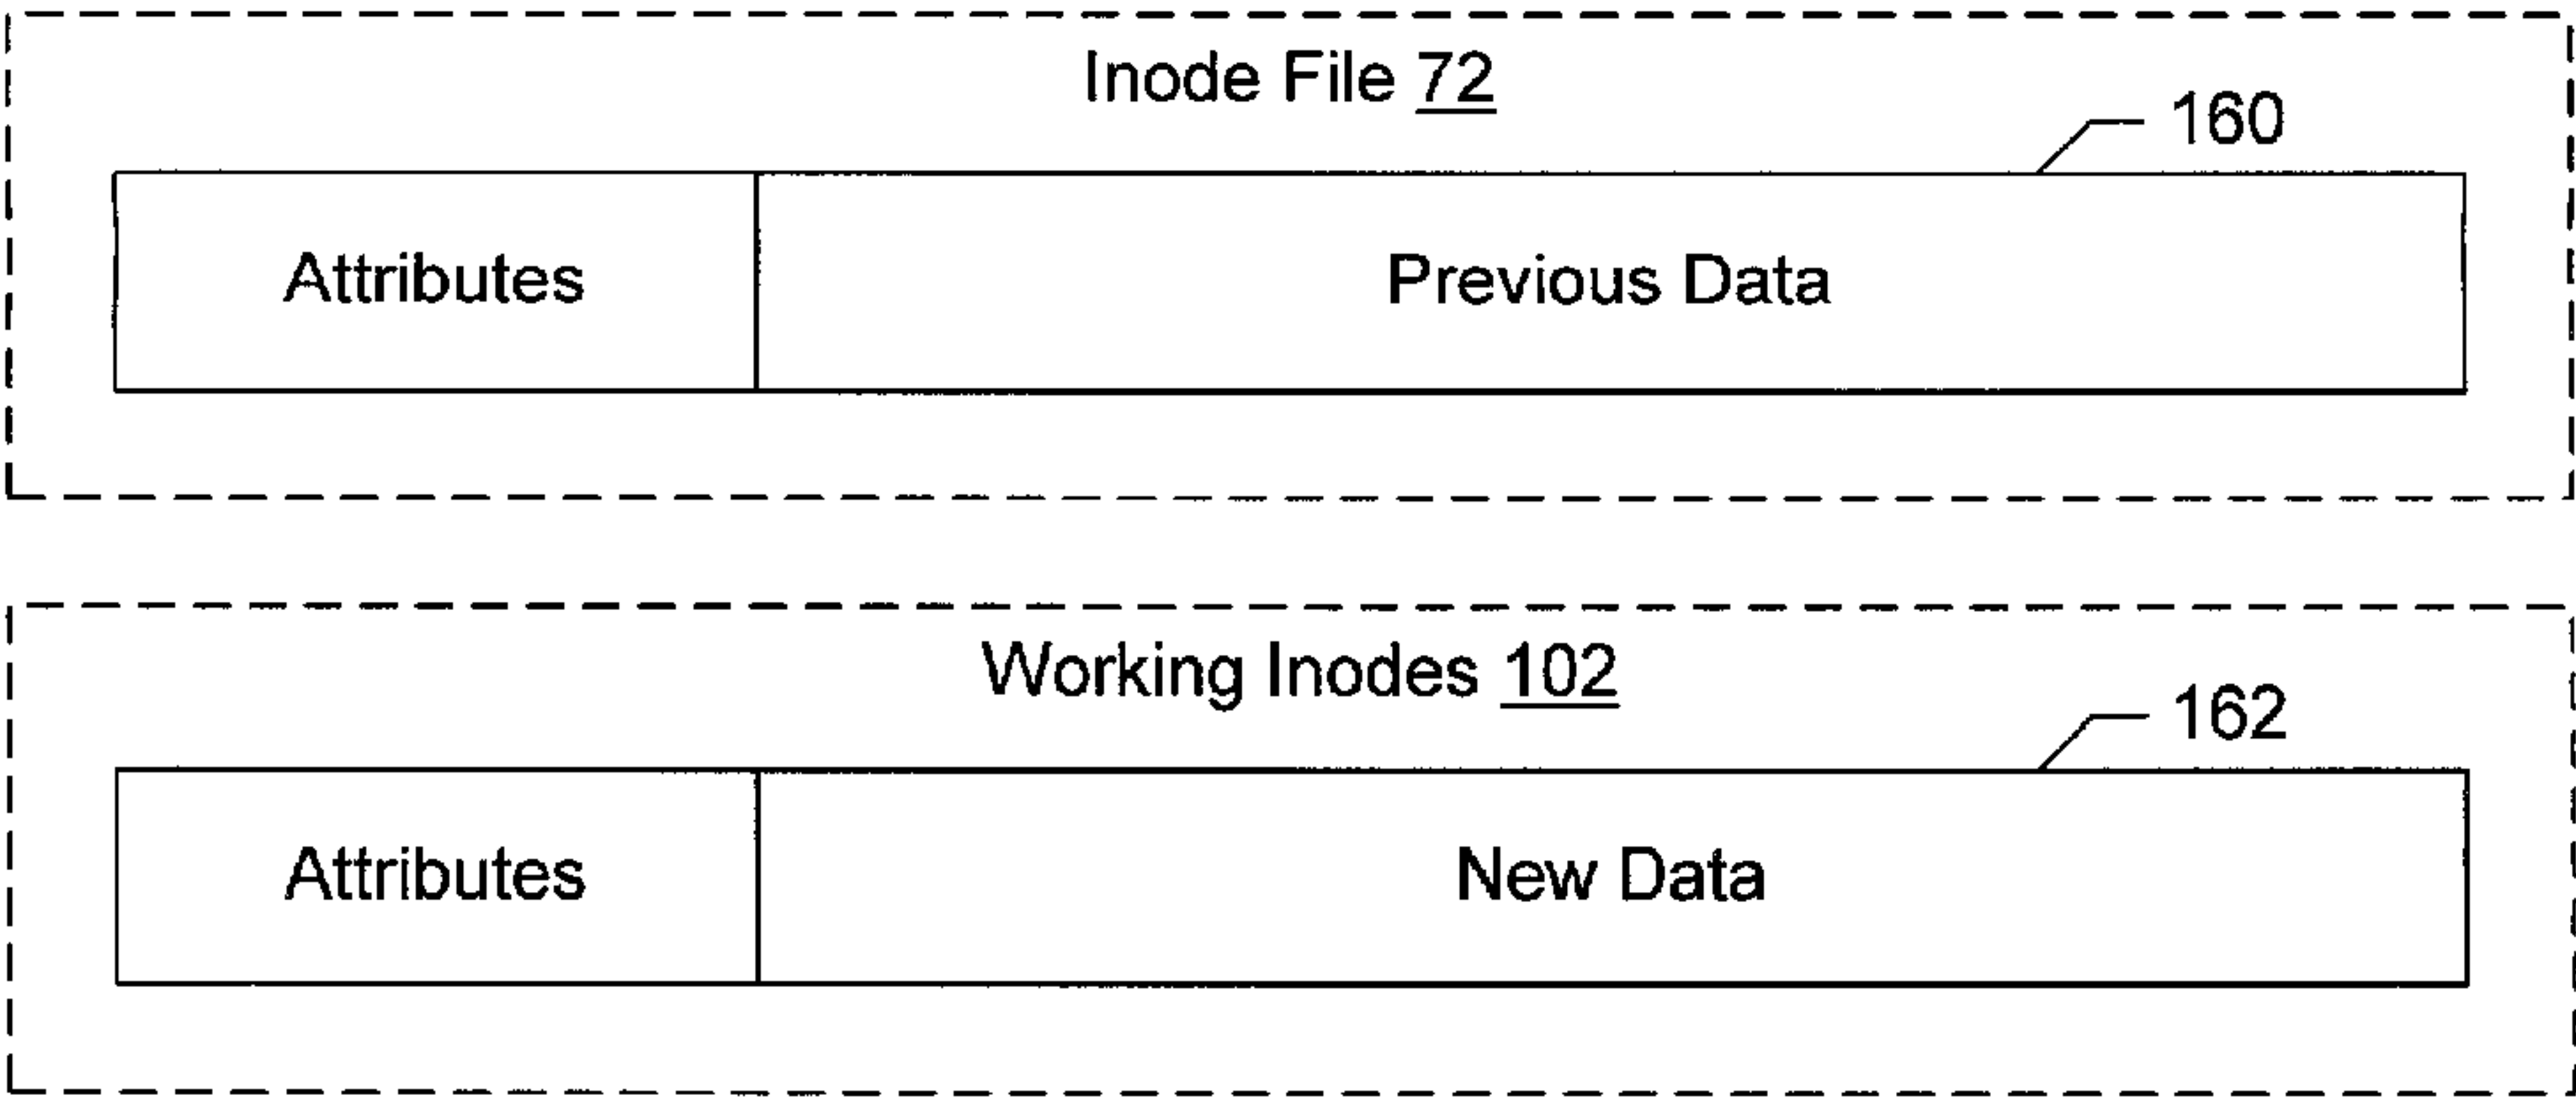 Inode File 72
160
Attributes
Previous Data
Working Inodes 102
162
Attributes
New Data